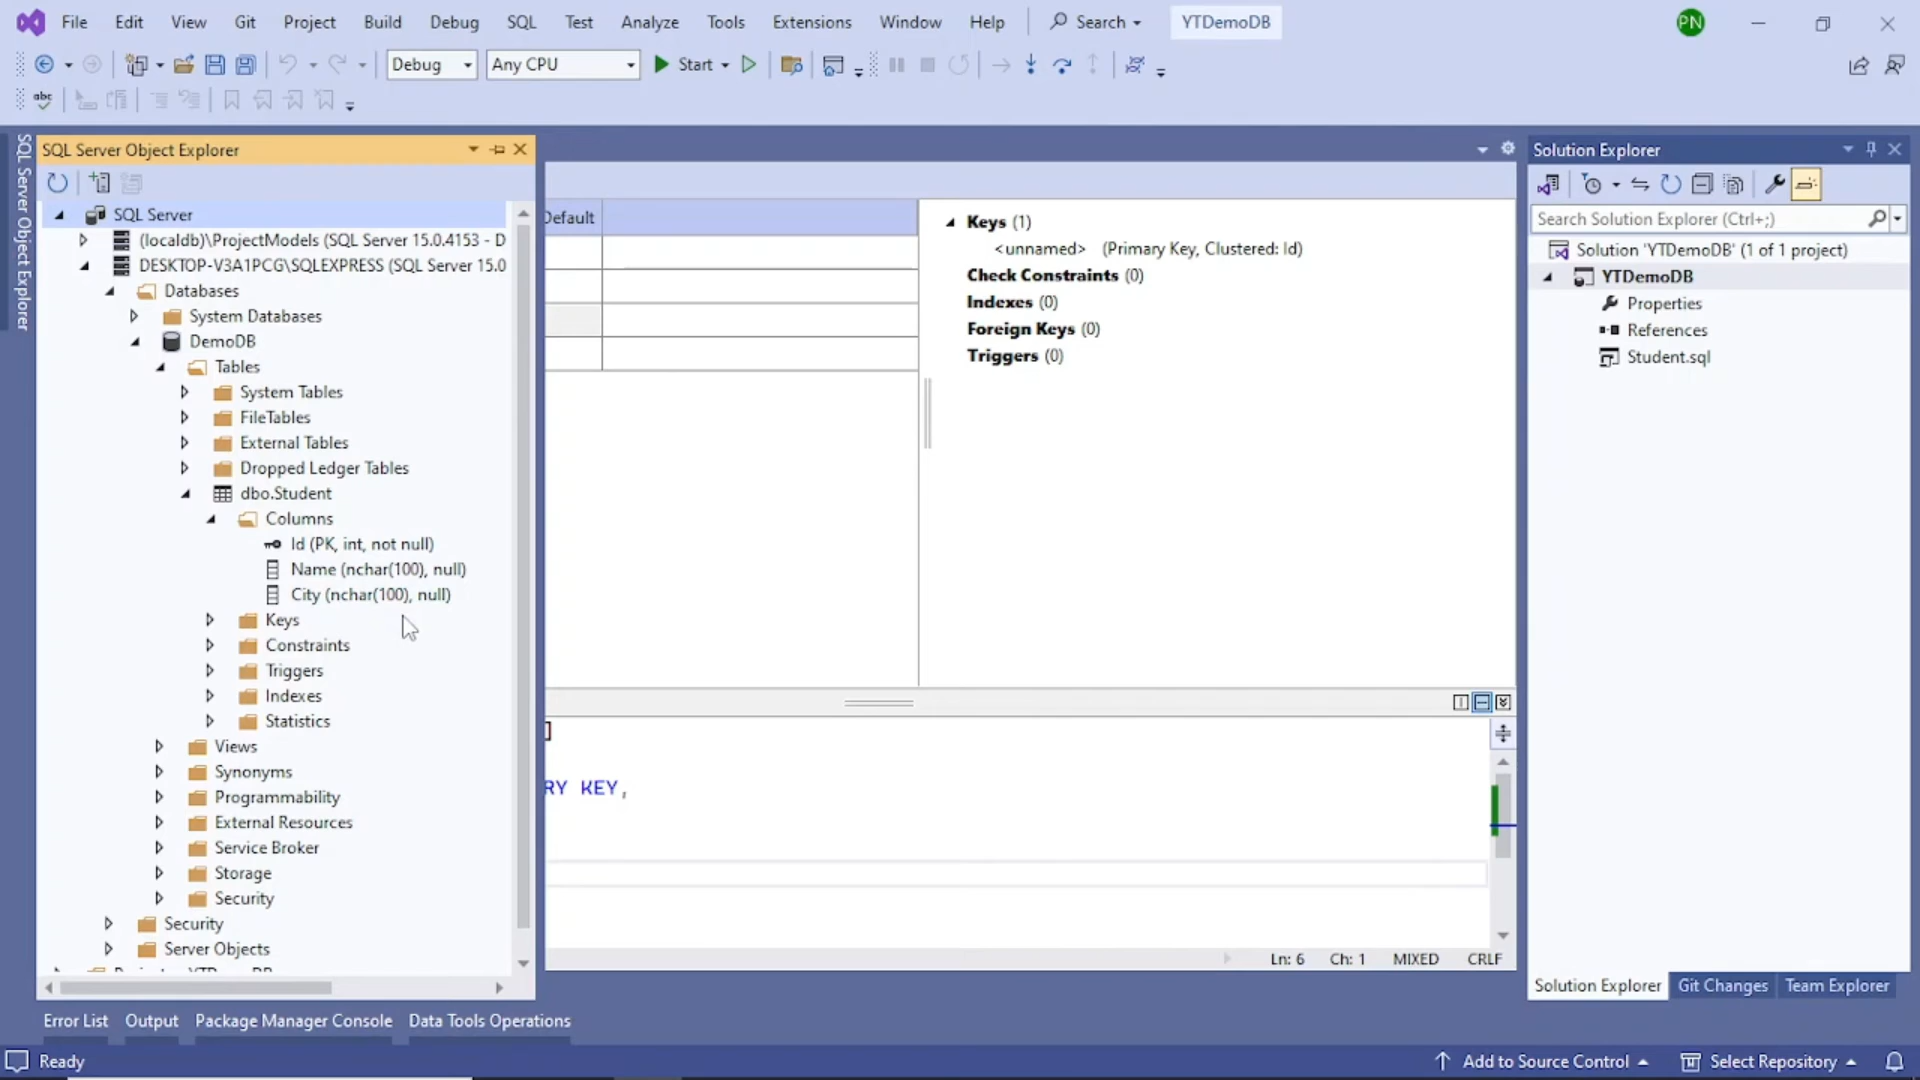 File Edit View Git Project Build Debug SQL Test Analyze Tools Extensions Window Help Search YTDemoDB PN
Debug Any CPU Start
abc
SQL Server Object Explorer
SQL Server Object Explorer
SQL Server
(localdb)\ProjectModels (SQL Server 15.0.4153 - D
DESKTOP-V3A1PCG\SQLEXPRESS (SQL Server 15.0
Databases
System Databases
DemoDB
Tables
System Tables
FileTables
External Tables
Dropped Ledger Tables
dbo.Student
Columns
Id (PK, int, not null)
Name (nchar(100), null)
City (nchar(100), null)
Keys
Constraints
Triggers
Indexes
Statistics
Views
Synonyms
Programmability
External Resources
Service Broker
Storage
Security
Security
Server Objects
Default
Keys (1)
<unnamed> (Primary Key, Clustered: Id)
Check Constraints (0)
Indexes (0)
Foreign Keys (0)
Triggers (0)
]
RY KEY,
Ln: 6 Ch: 1 MIXED CRLF
Solution Explorer
Search Solution Explorer (Ctrl+;)
Solution 'YTDemoDB' (1 of 1 project)
YTDemoDB
Properties
References
Student.sql
Solution Explorer Git Changes Team Explorer
Error List Output Package Manager Console Data Tools Operations
Ready Add to Source Control Select Repository